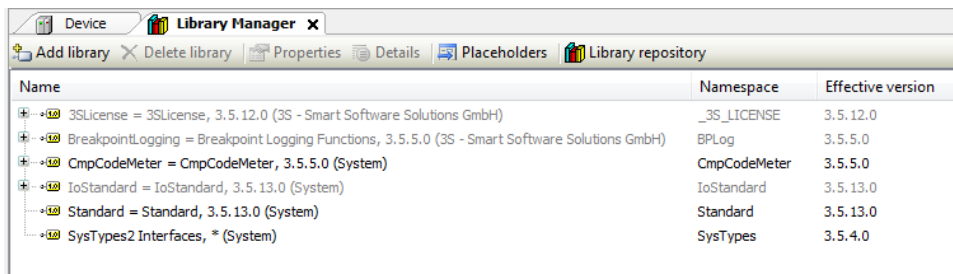 Device Library Manager x
Add library Delete library Properties Details Placeholders Library repository
Name Namespace Effective version
3SLicense = 3SLicense, 3.5.12.0 (3S - Smart Software Solutions GmbH) _3S_LICENSE 3.5.12.0
BreakpointLogging = Breakpoint Logging Functions, 3.5.5.0 (3S - Smart Software Solutions GmbH) BPLog 3.5.5.0
CmpCodeMeter = CmpCodeMeter, 3.5.5.0 (System) CmpCodeMeter 3.5.5.0
IoStandard = IoStandard, 3.5.13.0 (System) IoStandard 3.5.13.0
Standard = Standard, 3.5.13.0 (System) Standard 3.5.13.0
SysTypes2 Interfaces, * (System) SysTypes 3.5.4.0